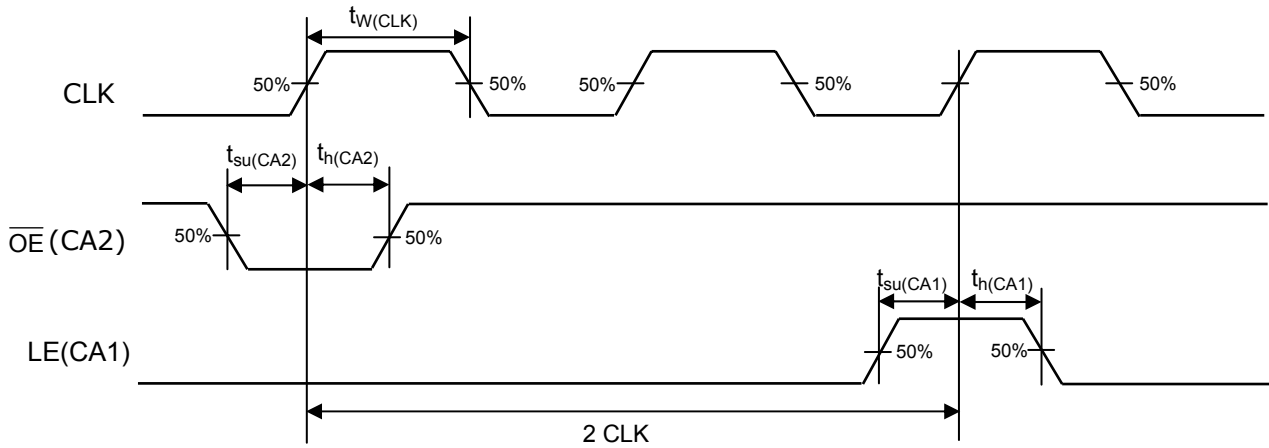 tW(CLK)
50% 50% 50% 50% 50%
CLK
tsu(CA2) th(CA2)
OE(CA2)
50% 50%
tsu(CA1) th(CA1)
LE(CA1)
50% 50%
2 CLK